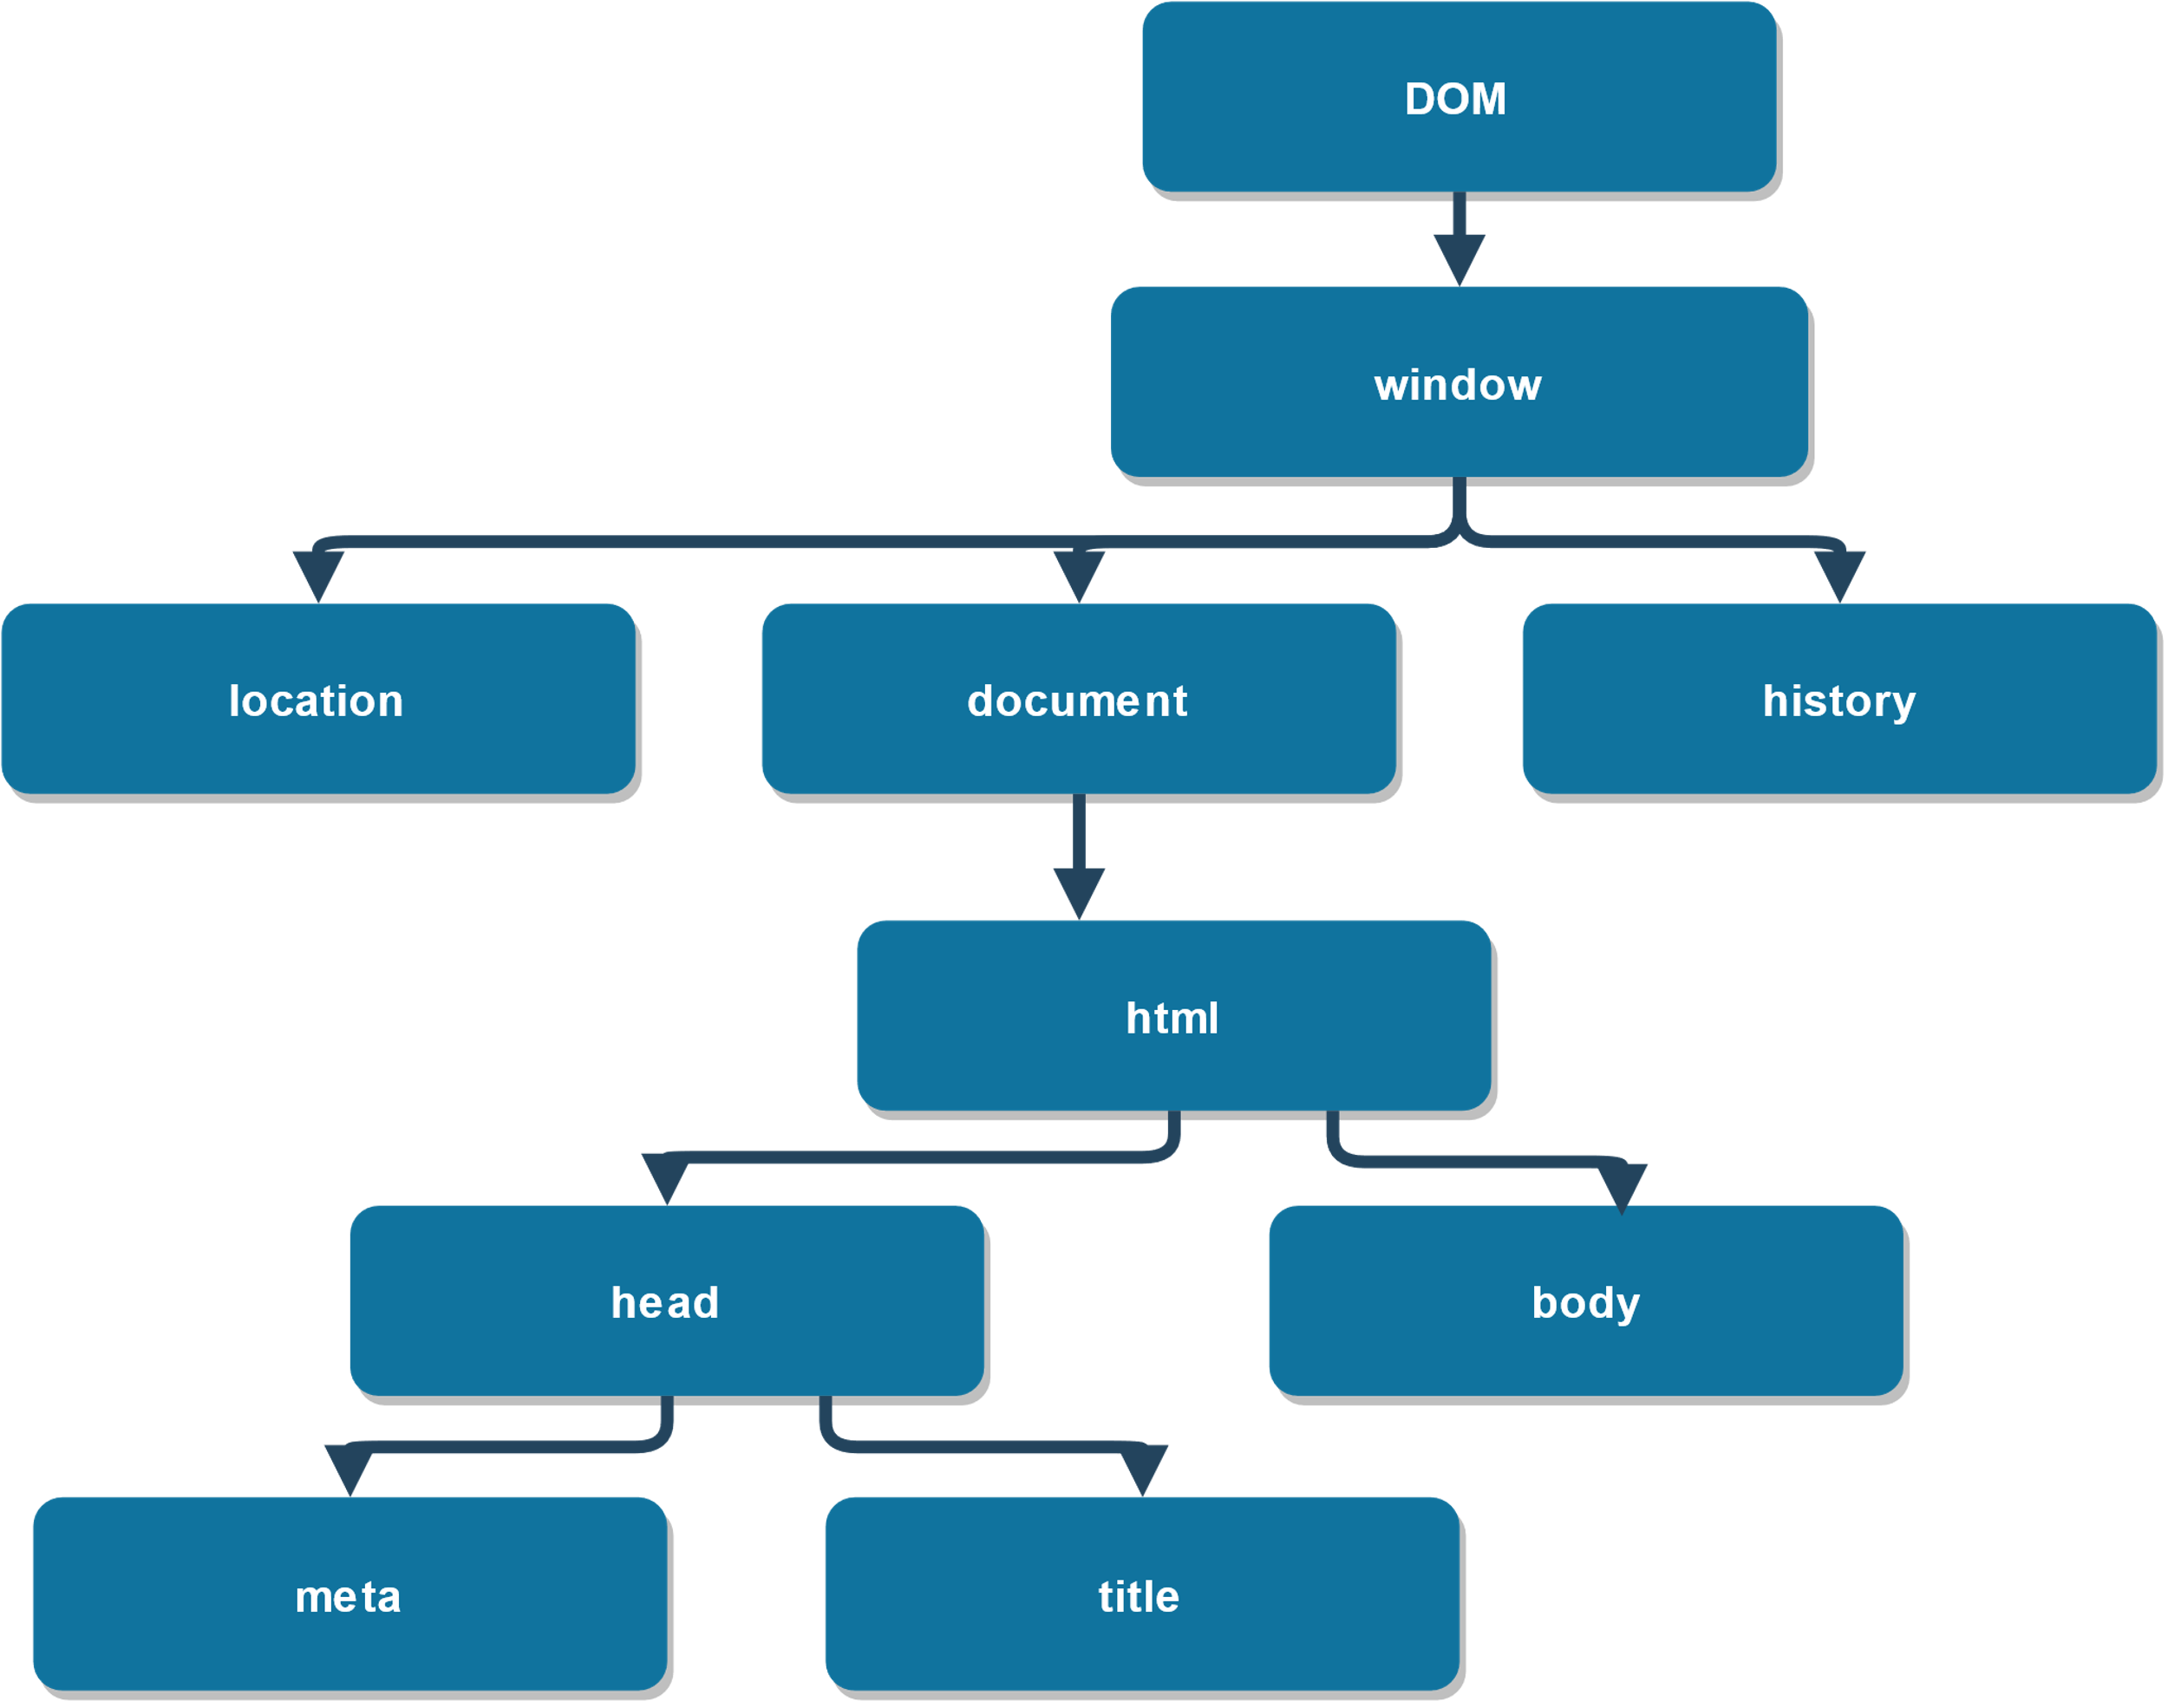 DOM
window
location
document
history
html
head
body
meta
title